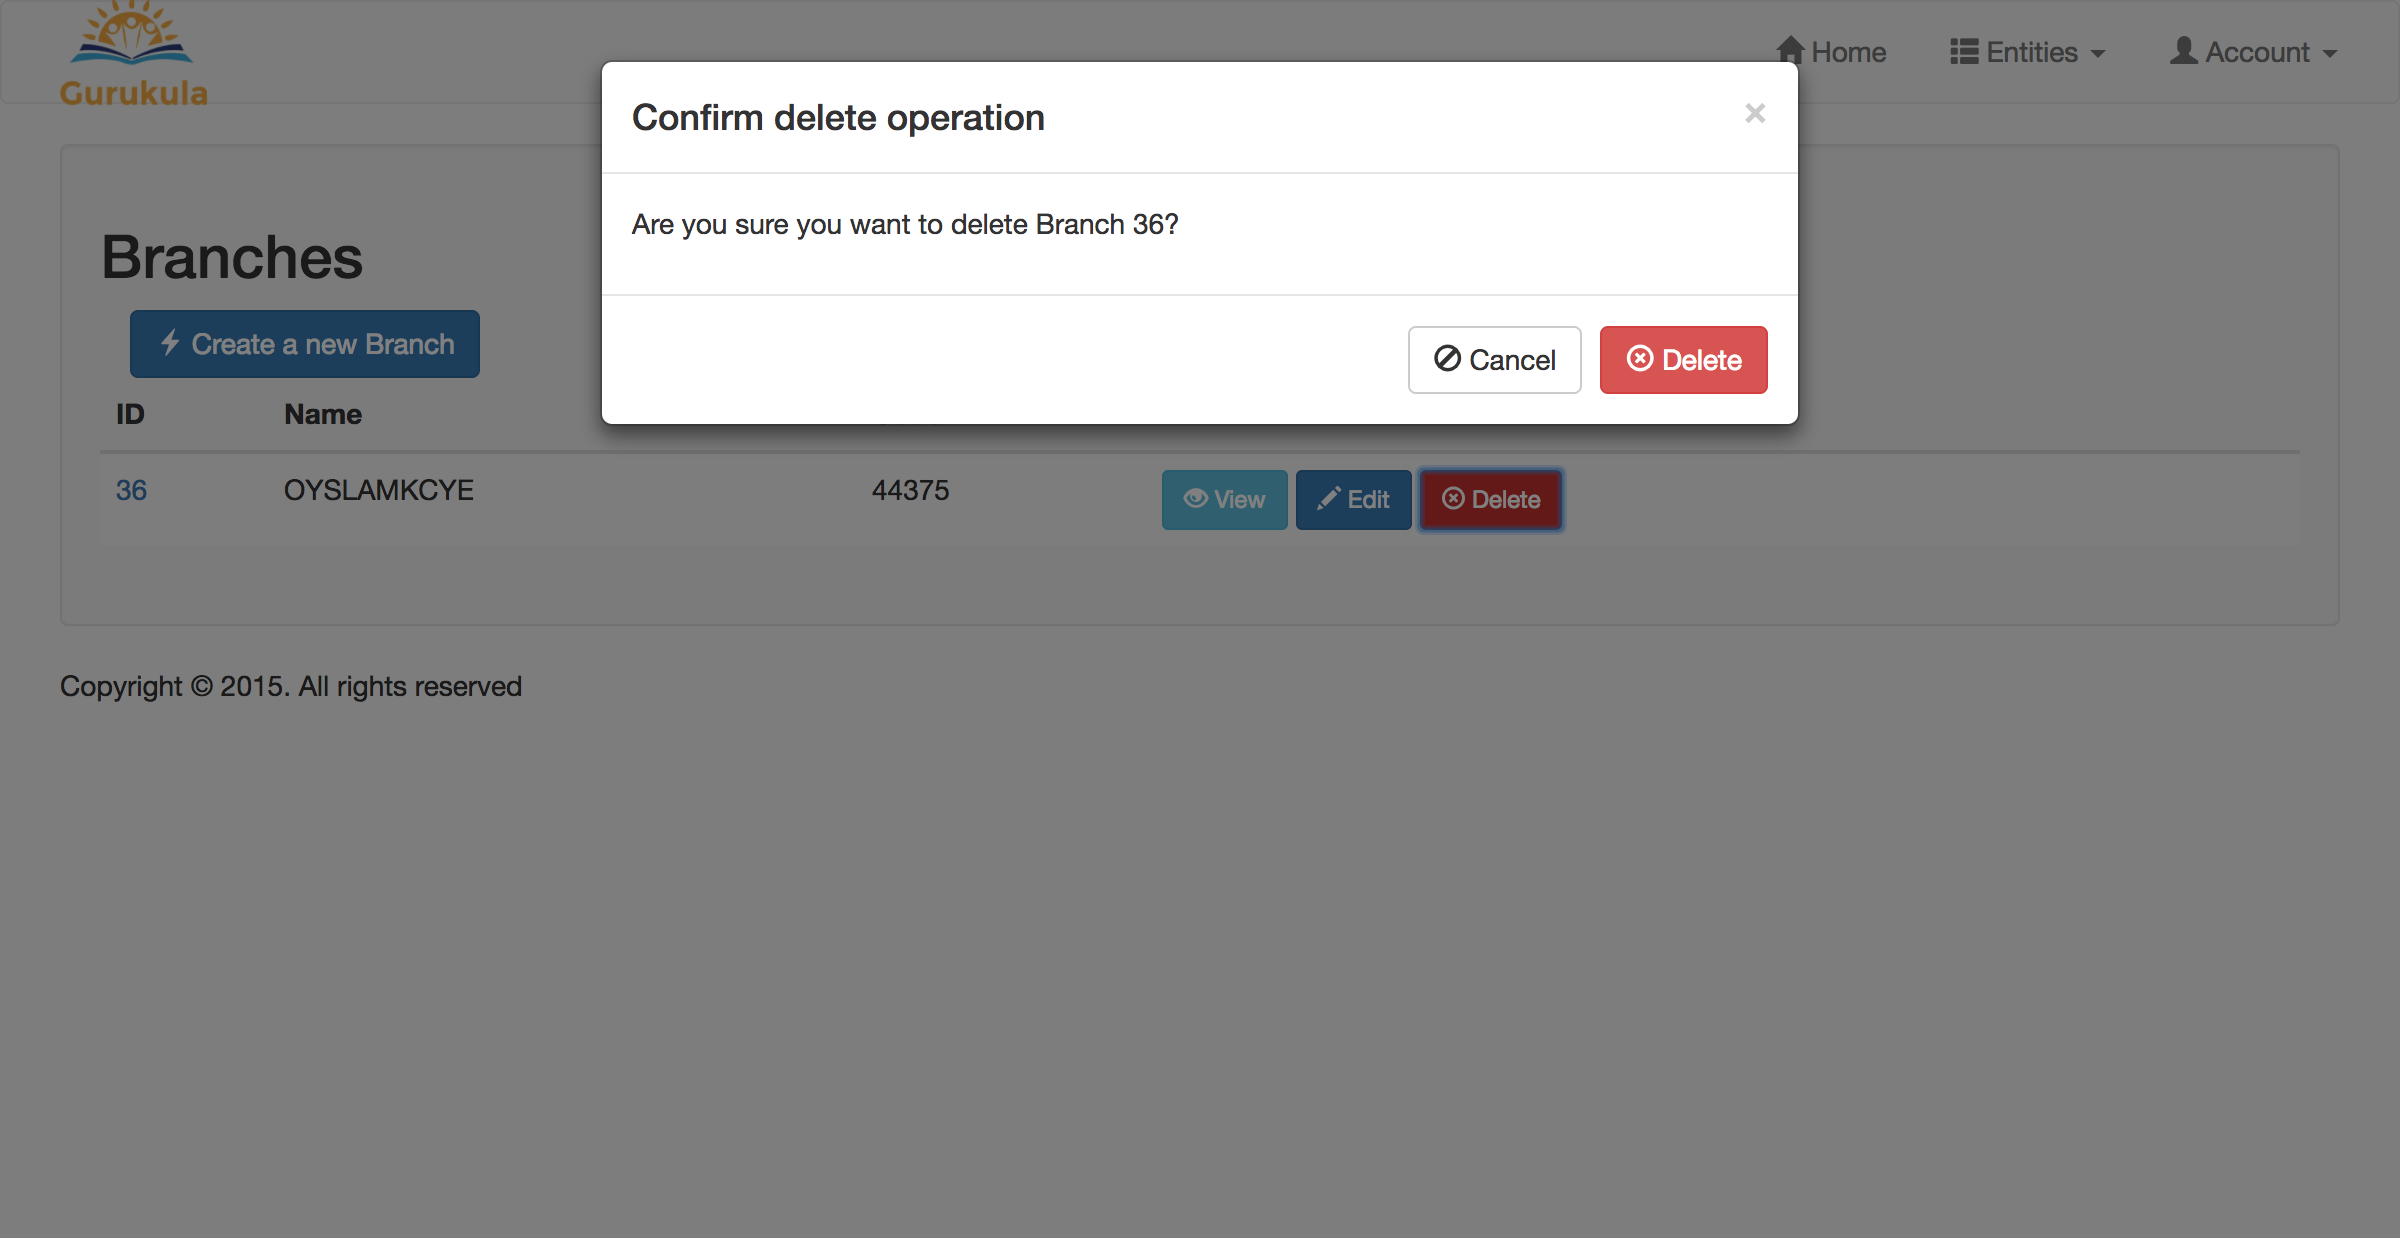 Gurukula
Home Entities Account
Confirm delete operation ×
Are you sure you want to delete Branch 36?
Cancel Delete
Branches
Create a new Branch
ID Name
36 OYSLAMKCYE 44375 View Edit Delete
Copyright © 2015. All rights reserved